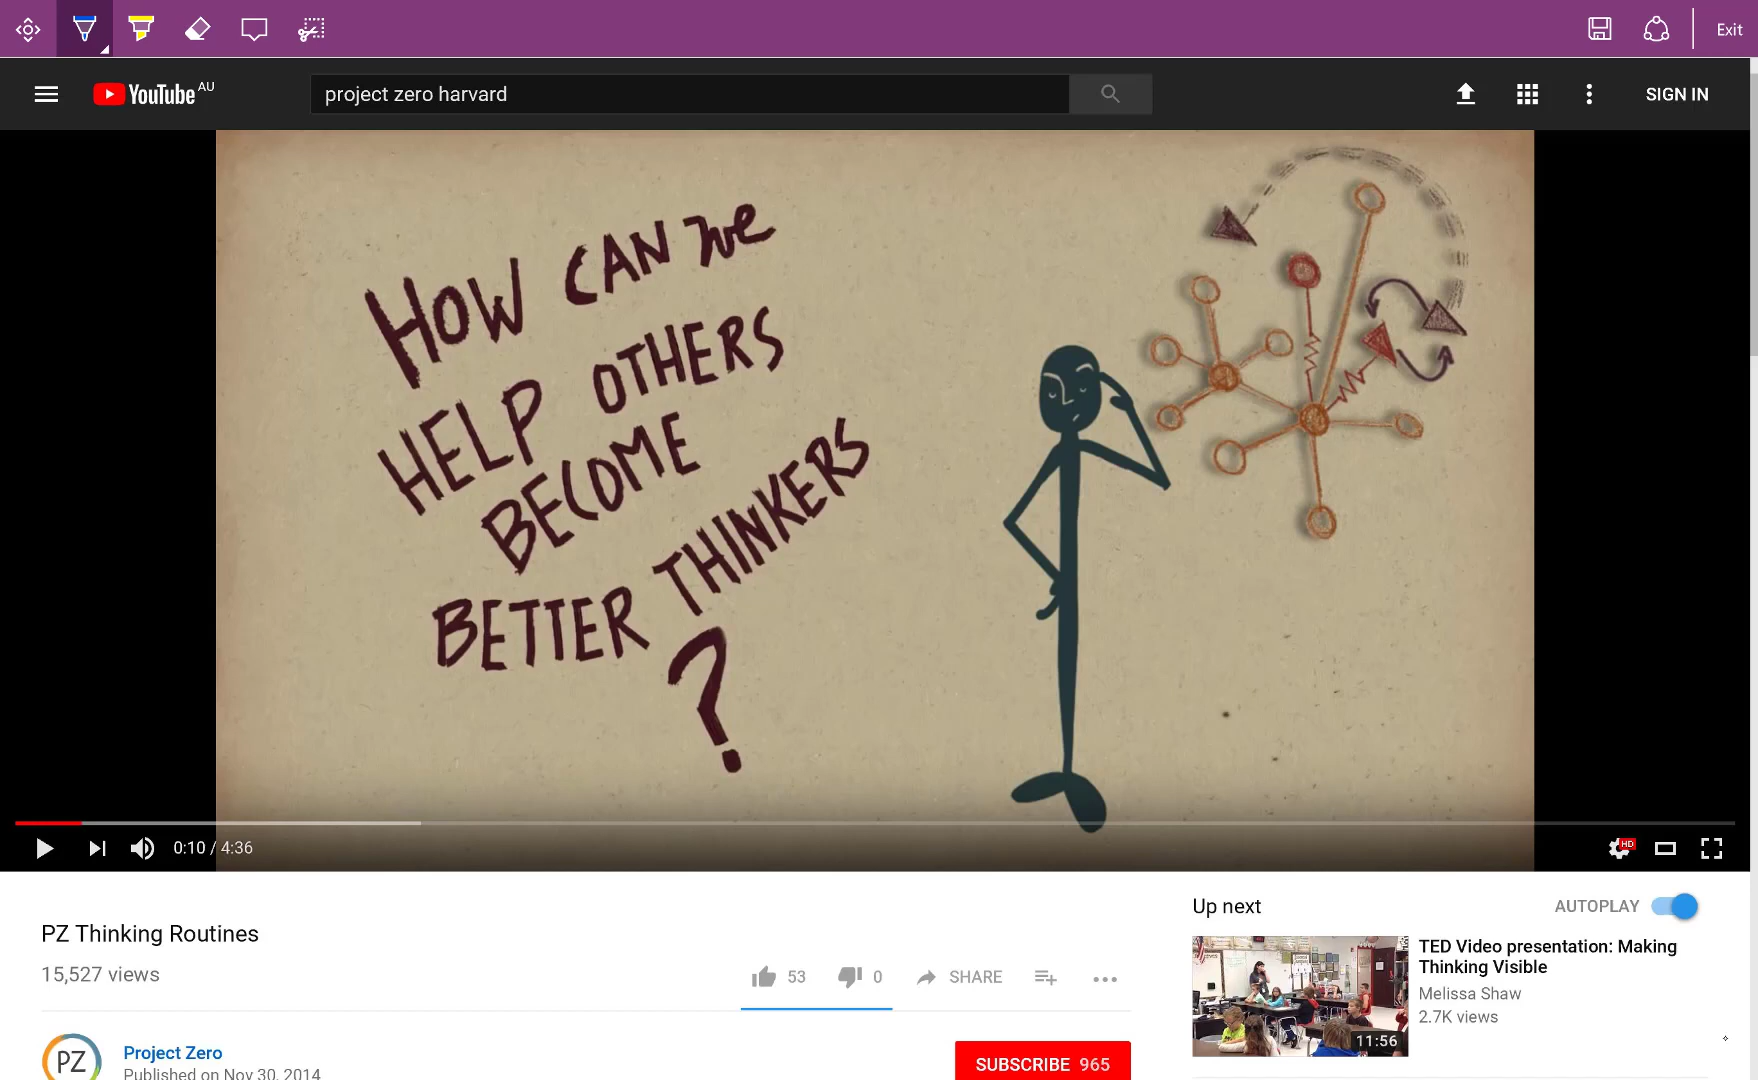 Exit
YouTube AU
project zero harvard
SIGN IN
HOW CAN we
HELP OTHERS
BECOME
BETTER THINKERS
?
0:10 / 4:36
HD
PZ Thinking Routines
15,527 views
53
0
SHARE
PZ
Project Zero
Published on Nov 30, 2014
SUBSCRIBE 965
Up next
AUTOPLAY
11:56
TED Video presentation: Making
Thinking Visible
Melissa Shaw
2.7K views